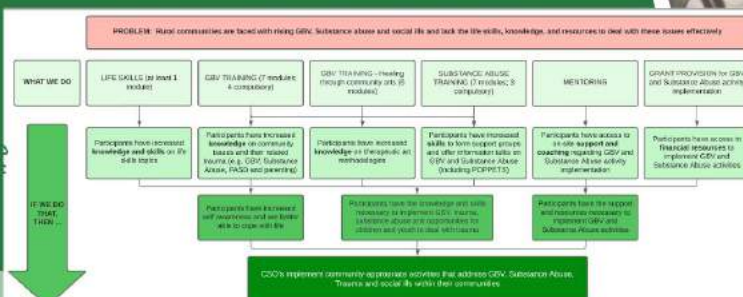 PROBLEM: Rural communities are faced with rising GBV, Substance abuse and social ills and lack the life skills, knowledge, and resources to deal with these issues effectively
WHAT WE DO
LIFE SKILLS (at least 1
module)
GBV TRAINING (7 modules;
4 compulsory)
GBV TRAINING - Healing
through community arts (6
modules)
SUBSTANCE ABUSE
TRAINING (7 modules; 3
compulsory)
MENTORING
GRANT PROVISION for GBV
and Substance Abuse activity
implementation
IF WE DO
THAT,
THEN ...
Participants have increased
knowledge and skills on life
skills topics
Participants have increased
knowledge on community
issues and their related
trauma (e.g. GBV, Substance
Abuse, FASD and parenting)
Participants have increased
knowledge on therapeutic art
methodologies
Participants have increased
skills to form support groups
and offer information talks on
GBV and Substance Abuse
(including POPPETS)
Participants have access to
on-site support and
coaching regarding GBV and
Substance Abuse activity
implementation
Participants have access to
financial resources to
implement GBV and
Substance Abuse activities
Participants have increased
self awareness and are better
able to cope with life
Participants have the knowledge and skills
necessary to implement GBV, trauma,
substance abuse and opportunities for
children and youth to deal with trauma
Participants have the support
and resources necessary to
implement GBV and
Substance Abuse activities
CSO's implement community-appropriate activities that address GBV, Substance Abuse,
Trauma and social ills within their communities